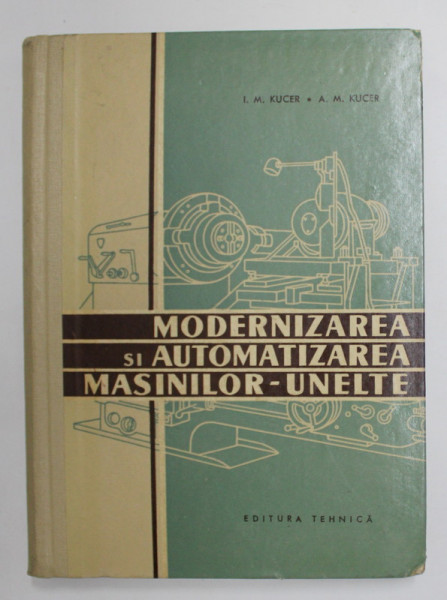 I. M. KUCER • A. M. KUCER
MODERNIZAREA
SI AUTOMATIZAREA
MASINILOR-UNELTE
EDITURA TEHNICĂ